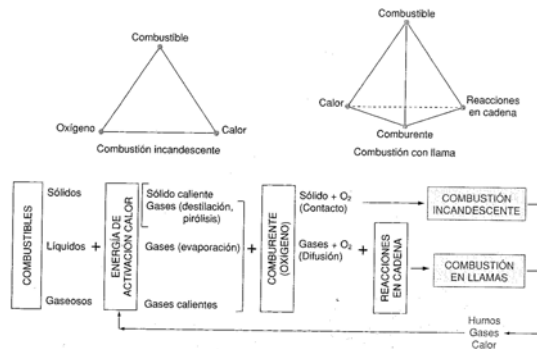 Combustible
Oxígeno
Calor
Combustión incandescente
Combustible
Calor
Reacciones
en cadena
Comburente
Combustión con llama
COMBUSTIBLES
Sólidos
Líquidos
Gaseosos
+
ENERGÍA DE
ACTIVACIÓN CALOR
Sólido caliente
Gases (destilación,
pirólisis)
Gases (evaporación)
Gases calientes
+
COMBURENTE
(OXIGENO)
Sólido + O₂
(Contacto)
Gases + O₂
(Difusión)
+
REACCIONES
EN CADENA
COMBUSTIÓN
INCANDESCENTE
COMBUSTIÓN
EN LLAMAS
Humos
Gases
Calor